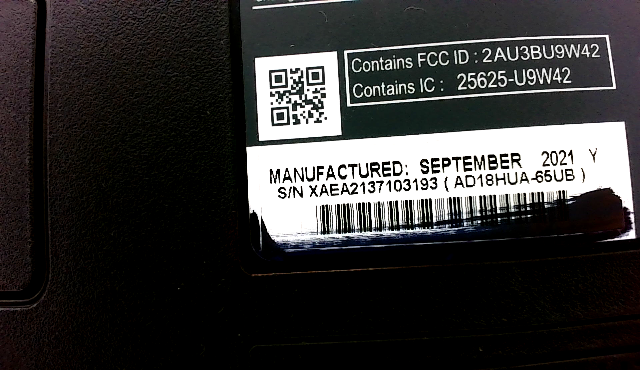 Contains FCC ID : 2AU3BU9W42
Contains IC : 25625-U9W42
MANUFACTURED: SEPTEMBER 2021 Y
S/N XAEA2137103193 ( AD18HUA-65UB )